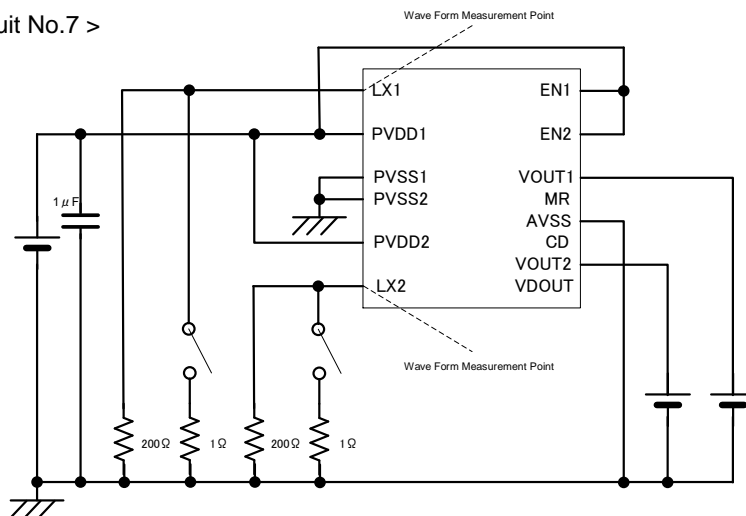 uit No.7 >
Wave Form Measurement Point
LX1 EN1
PVDD1 EN2
PVSS1 VOUT1
PVSS2 MR
AVSS
PVDD2 CD
VOUT2
LX2 VDOUT
1μF
Wave Form Measurement Point
200Ω 1Ω 200Ω 1Ω